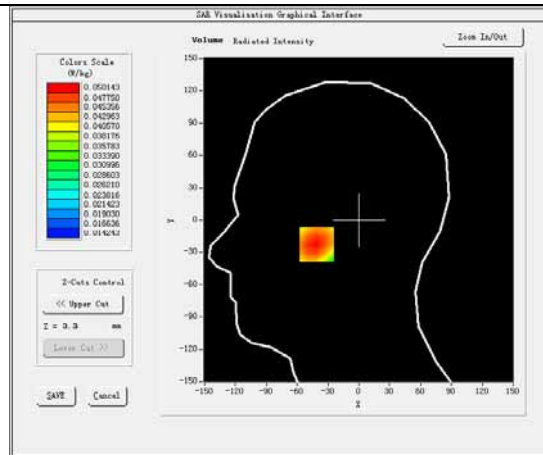 SAR Visualisation Graphical Interface
Volume Radiated Intensity
Zoom In/Out
Colors Scale
(W/kg)
0.050143
0.047750
0.045356
0.042963
0.040570
0.038176
0.035783
0.033390
0.030996
0.028603
0.026210
0.023816
0.021423
0.019030
0.016636
0.014243
Z-Cuts Control
<< Upper Cut
Z = 3.3 mm
Lower Cut >>
SAVE Cancel
150
120
90
60
30
0
-30
-60
-90
-120
-150
Y
-150 -120 -90 -60 -30 0 30 60 90 120 150
X